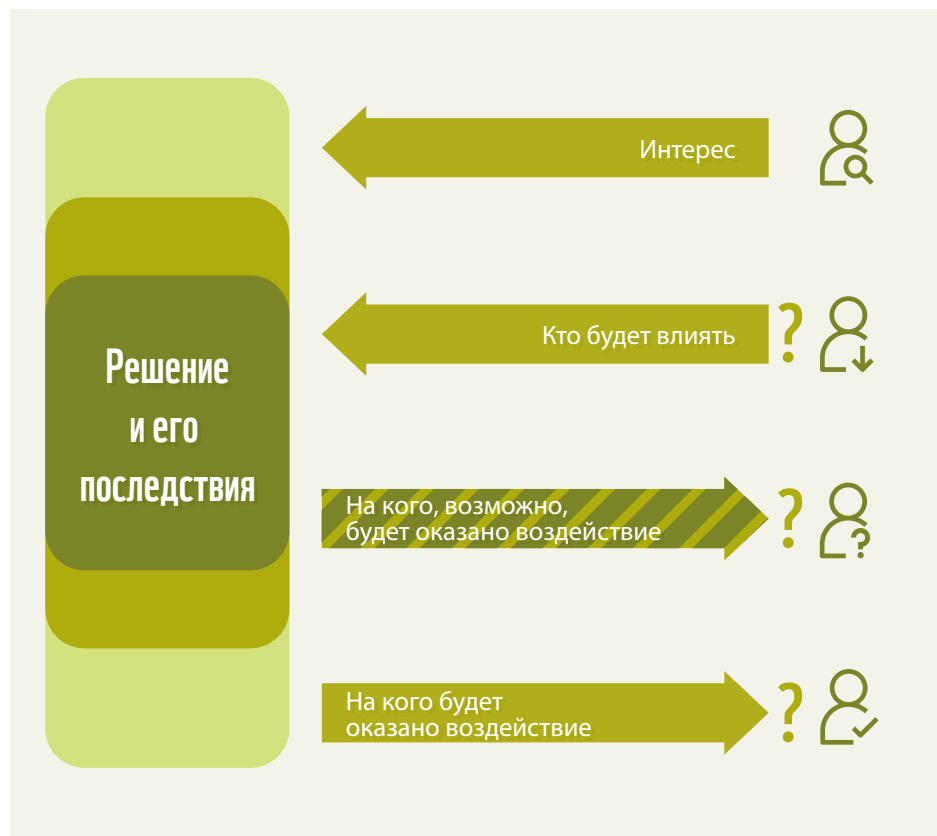 Интерес
Кто будет влиять
?
Решение
и его
последствия
На кого, возможно,
будет оказано воздействие
?
На кого будет
оказано воздействие
?